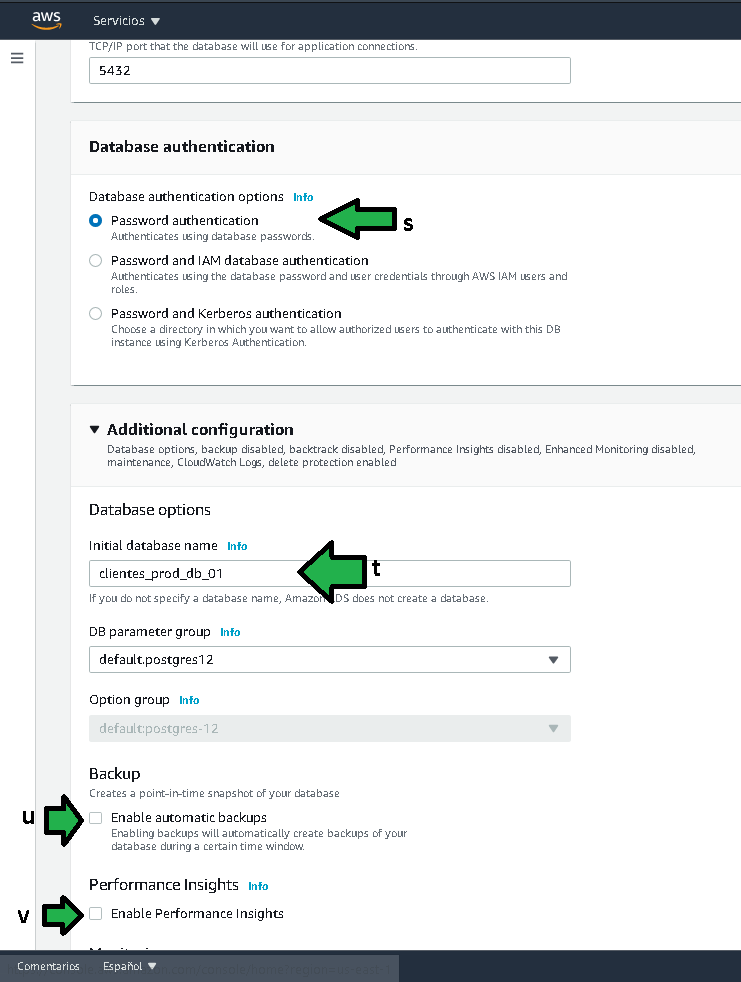 aws
Servicios
TCP/IP port that the database will use for application connections.
5432
Database authentication
Database authentication options Info
Password authentication
s
Authenticates using database passwords.
Password and IAM database authentication
Authenticates using the database password and user credentials through AWS IAM users and
roles.
Password and Kerberos authentication
Choose a directory in which you want to allow authorized users to authenticate with this DB
instance using Kerberos Authentication.
Additional configuration
Database options, backup disabled, backtrack disabled, Performance Insights disabled, Enhanced Monitoring disabled,
maintenance, CloudWatch Logs, delete protection enabled
Database options
Initial database name Info
clientes_prod_db_01
t
If you do not specify a database name, Amazon DS does not create a database.
DB parameter group Info
default.postgres12
Option group Info
default:postgres-12
Backup
Creates a point-in-time snapshot of your database
u
Enable automatic backups
Enabling backups will automatically create backups of your
database during a certain time window.
Performance Insights Info
v
Enable Performance Insights
Comentarios Español